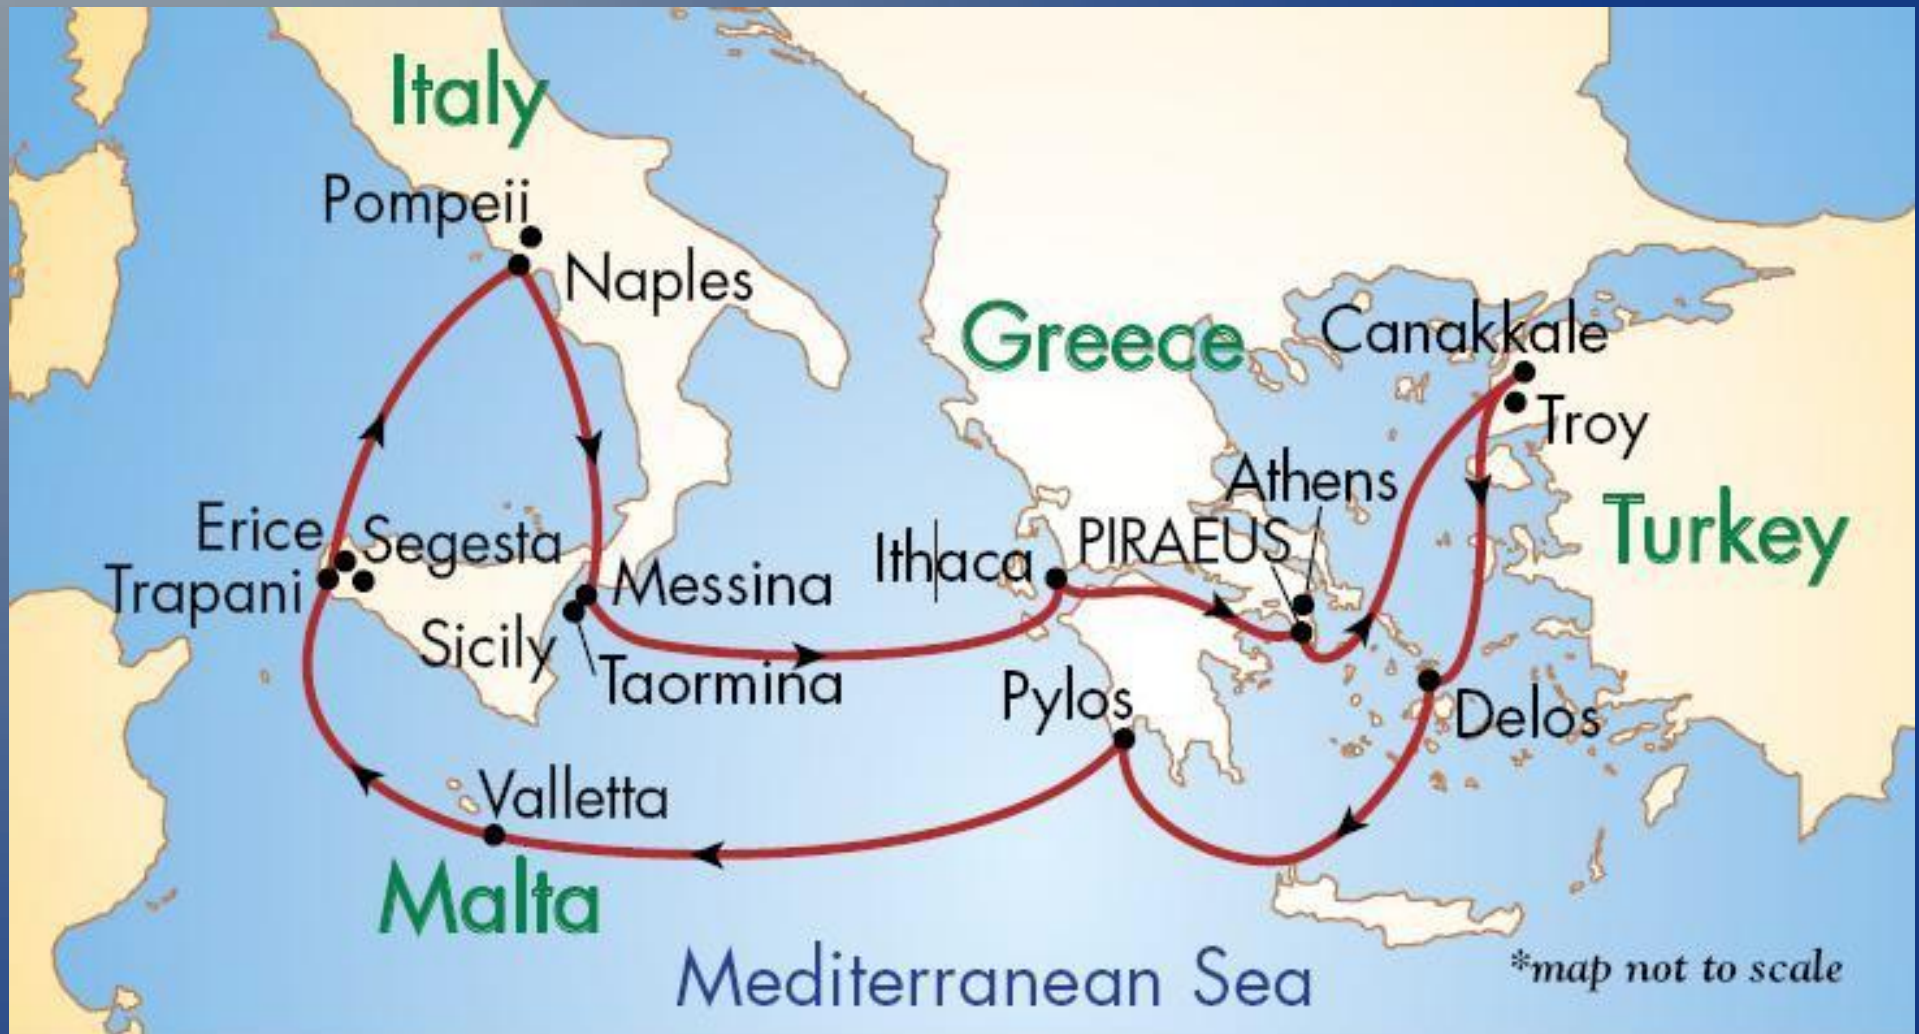 Italy
Pompeii
Naples
Greece
Canakkale
Troy
Athens
Turkey
Erice
Segesta
PIRAEUS
Ithaca
Trapani
Messina
Sicily
Taormina
Pylos
Delos
Valletta
Malta
Mediterranean Sea
*map not to scale